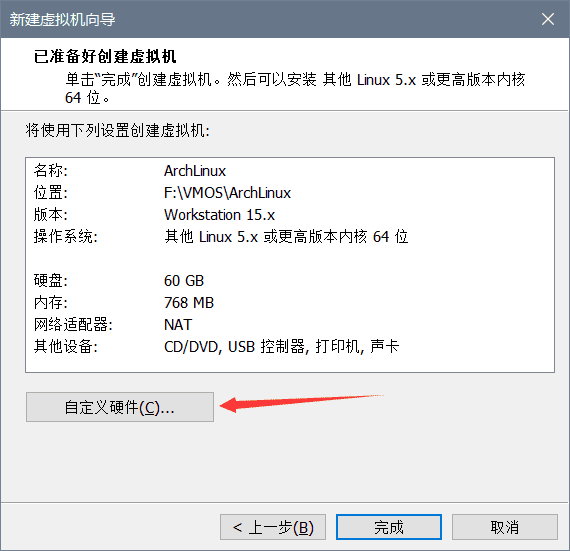 新建虚拟机向导
已准备好创建虚拟机
单击“完成”创建虚拟机。然后可以安装 其他 Linux 5.x 或更高版本内核
64 位。
将使用下列设置创建虚拟机:
名称: ArchLinux
位置: F:\VMOS\ArchLinux
版本: Workstation 15.x
操作系统: 其他 Linux 5.x 或更高版本内核 64 位
硬盘: 60 GB
内存: 768 MB
网络适配器: NAT
其他设备: CD/DVD, USB 控制器, 打印机, 声卡
自定义硬件(C)...
< 上一步(B) 完成 取消